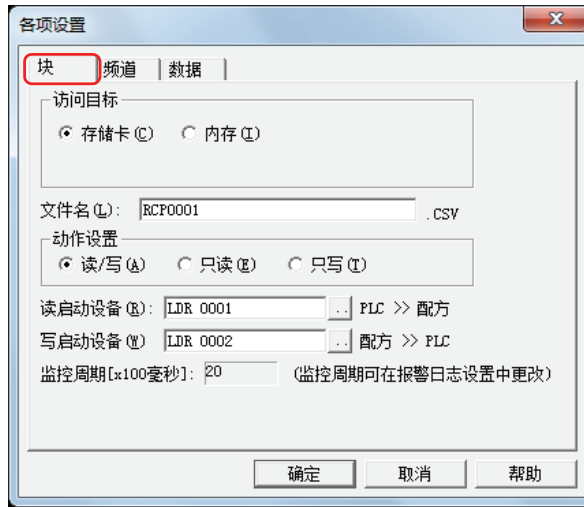 各项设置
块 频道 数据
访问目标
存储卡(C) 内存(I)
文件名(L): RCP0001 .CSV
动作设置
读/写(A) 只读(E) 只写(T)
读启动设备(R): LDR 0001 .. PLC >> 配方
写启动设备(W) LDR 0002 .. 配方 >> PLC
监控周期[x100毫秒]: 20 (监控周期可在报警日志设置中更改)
确定 取消 帮助